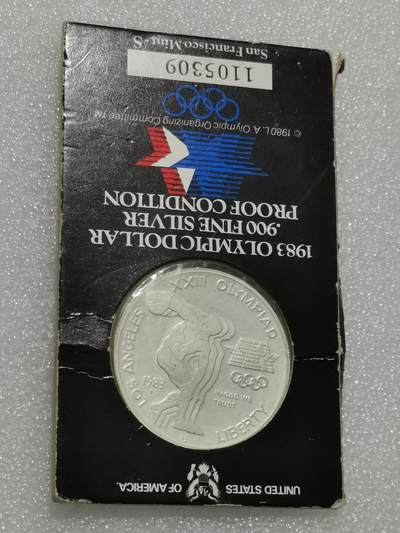 UNITED STATES
OF AMERICA.
LOS ANGELES XXIII OLYMPIAD
1983
IN GOD WE
TRUST
LIBERTY
1983 OLYMPIC DOLLAR
.900 FINE SILVER
PROOF CONDITION
© 1980 L.A. Olympic Organizing Committee TM
1105309
San Francisco Mint-S